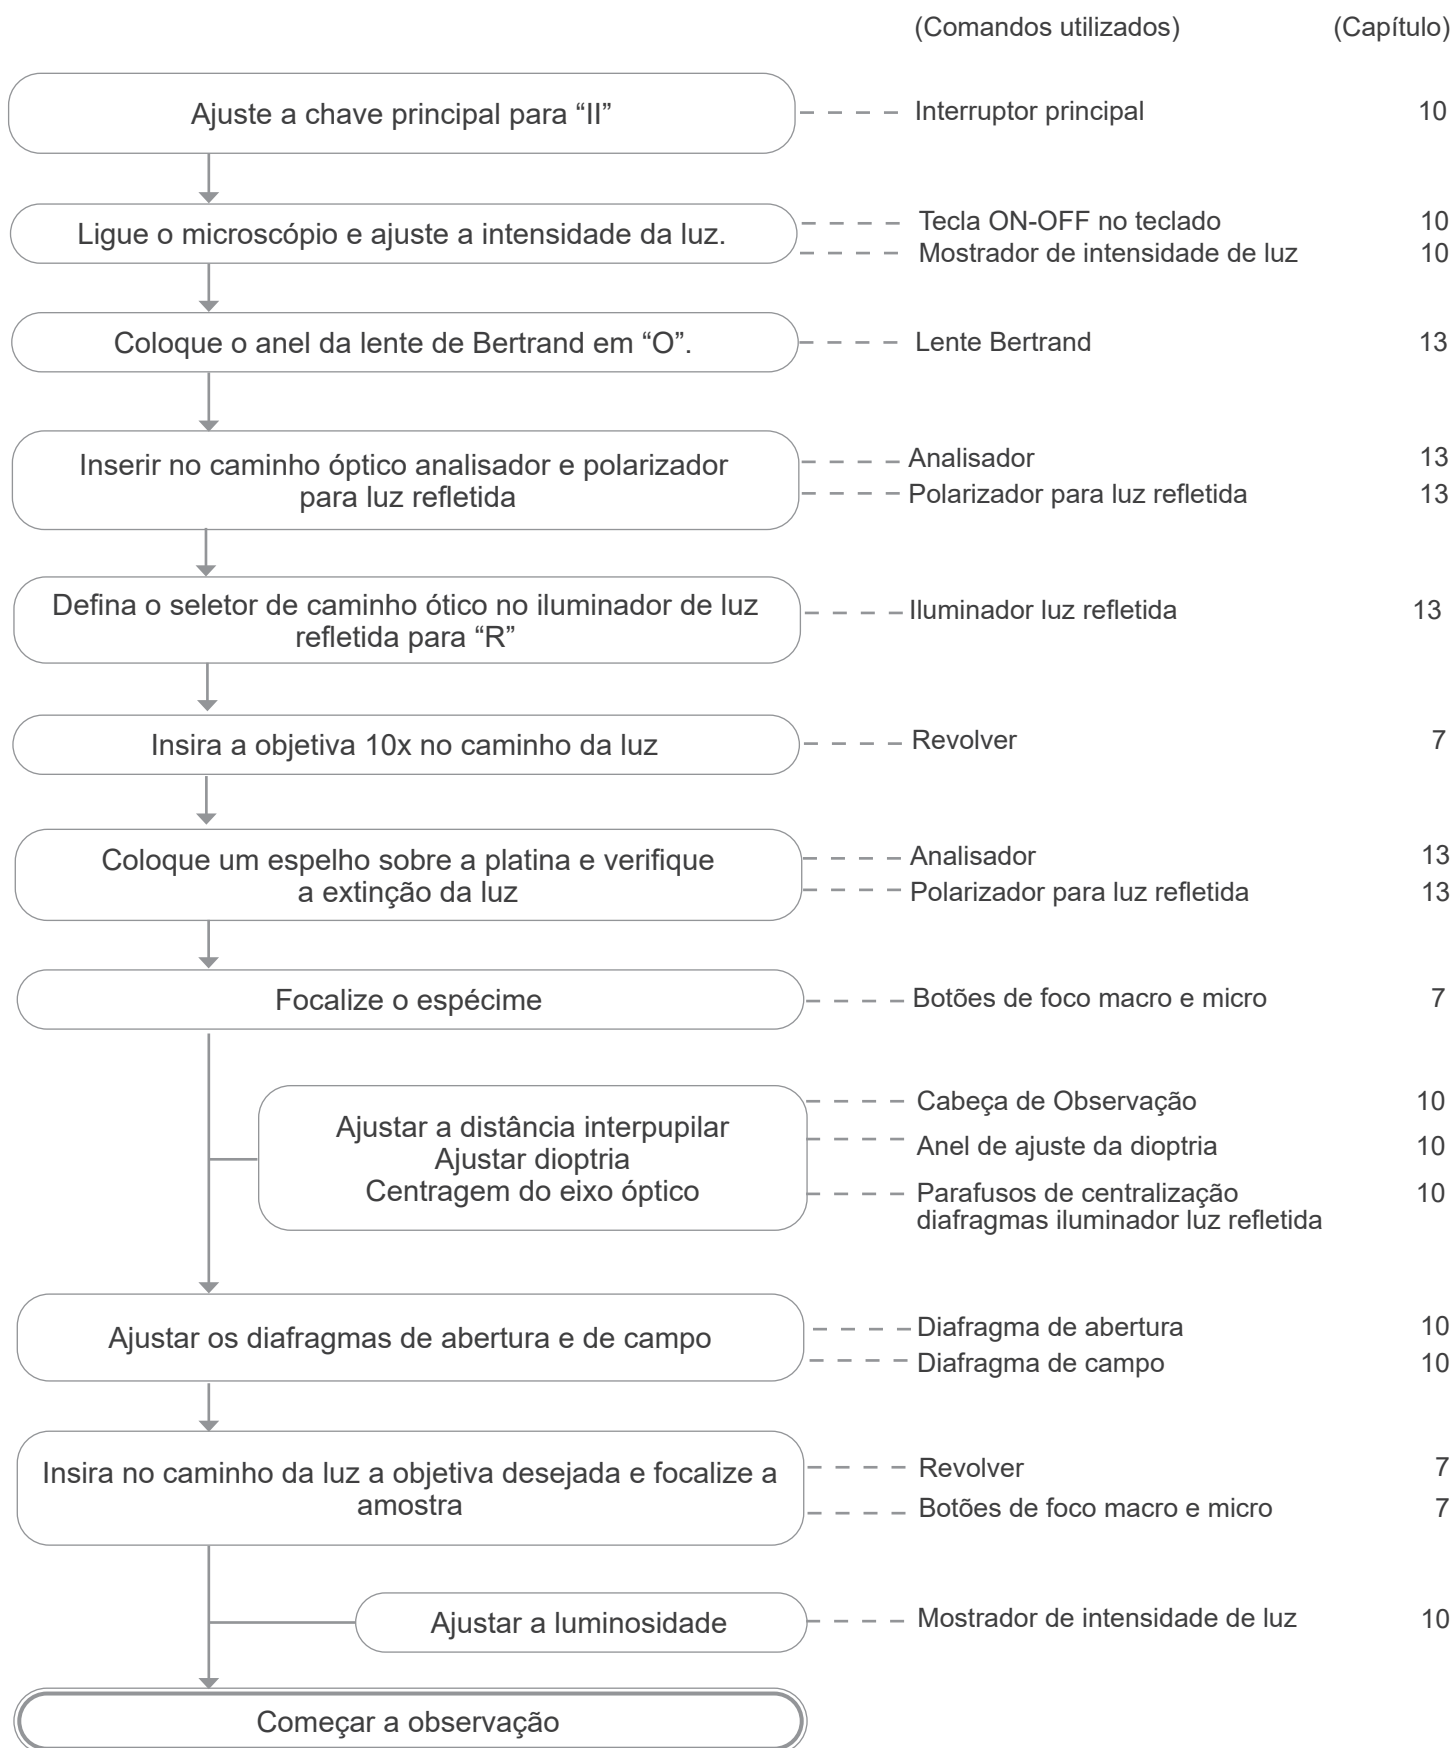 (Comandos utilizados) (Capítulo)
Ajuste a chave principal para “II” Interruptor principal 10
Ligue o microscópio e ajuste a intensidade da luz. Tecla ON-OFF no teclado 10
Mostrador de intensidade de luz 10
Coloque o anel da lente de Bertrand em “O”. Lente Bertrand 13
Inserir no caminho óptico analisador e polarizador
para luz refletida
Analisador 13
Polarizador para luz refletida 13
Defina o seletor de caminho ótico no iluminador de luz
refletida para “R”
Iluminador luz refletida 13
Insira a objetiva 10x no caminho da luz Revolver 7
Coloque um espelho sobre a platina e verifique
a extinção da luz
Analisador 13
Polarizador para luz refletida 13
Focalize o espécime Botões de foco macro e micro 7
Ajustar a distância interpupilar
Ajustar dioptria
Centragem do eixo óptico
Cabeça de Observação 10
Anel de ajuste da dioptria 10
Parafusos de centralização 10
diafragmas iluminador luz refletida
Ajustar os diafragmas de abertura e de campo
Diafragma de abertura 10
Diafragma de campo 10
Insira no caminho da luz a objetiva desejada e focalize a
amostra
Revolver 7
Botões de foco macro e micro 7
Ajustar a luminosidade Mostrador de intensidade de luz 10
Começar a observação